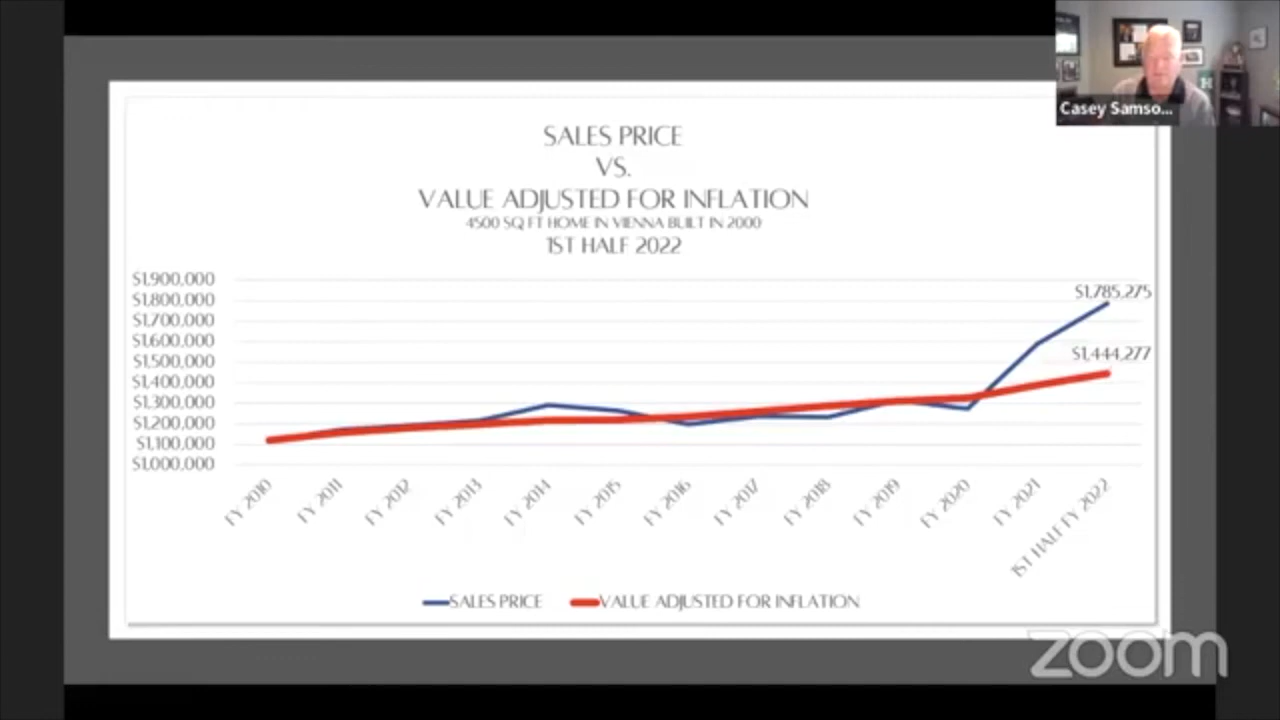 Casey Samso...
SALES PRICE
VS.
VALUE ADJUSTED FOR INFLATION
4500 SQ FT HOME IN VIENNA BUILT IN 2000
1ST HALF 2022
$1,900,000
$1,800,000
$1,700,000
$1,600,000
$1,500,000
$1,400,000
$1,300,000
$1,200,000
$1,100,000
$1,000,000
$1,785,275
$1,444,277
FY 2010
FY 2011
FY 2012
FY 2013
FY 2014
FY 2015
FY 2016
FY 2017
FY 2018
FY 2019
FY 2020
FY 2021
1ST HALF FY 2022
SALES PRICE
VALUE ADJUSTED FOR INFLATION
zoom